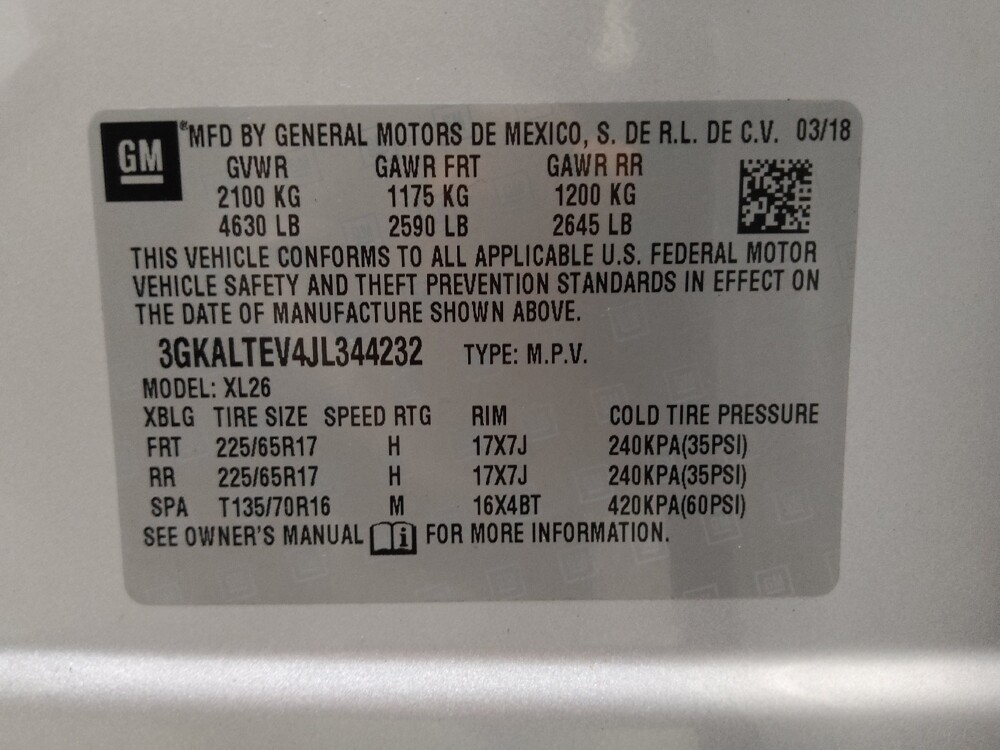 GM ®MFD BY GENERAL MOTORS DE MEXICO, S. DE R.L. DE C.V. 03/18
GVWR GAWR FRT GAWR RR
2100 KG 1175 KG 1200 KG
4630 LB 2590 LB 2645 LB
THIS VEHICLE CONFORMS TO ALL APPLICABLE U.S. FEDERAL MOTOR
VEHICLE SAFETY AND THEFT PREVENTION STANDARDS IN EFFECT ON
THE DATE OF MANUFACTURE SHOWN ABOVE.
3GKALTEV4JL344232 TYPE: M.P.V.
MODEL: XL26
XBLG TIRE SIZE SPEED RTG RIM COLD TIRE PRESSURE
FRT 225/65R17 H 17X7J 240KPA(35PSI)
RR 225/65R17 H 17X7J 240KPA(35PSI)
SPA T135/70R16 M 16X4BT 420KPA(60PSI)
SEE OWNER'S MANUAL i FOR MORE INFORMATION.